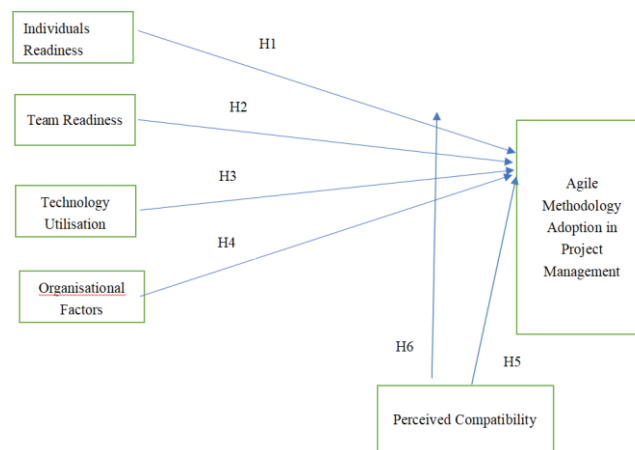 Individuals
Readiness
H1
Team Readiness
H2
Technology
Utilisation
H3
Organisational
Factors
H4
Agile
Methodology
Adoption in
Project
Management
H6
H5
Perceived Compatibility